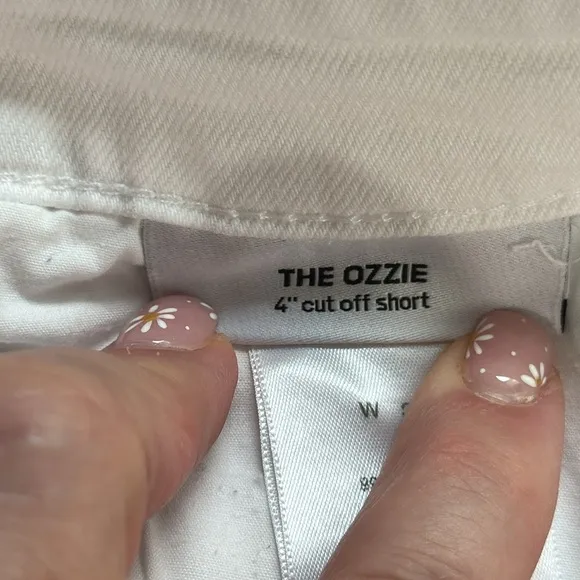 THE OZZIE
4" cut off short
W